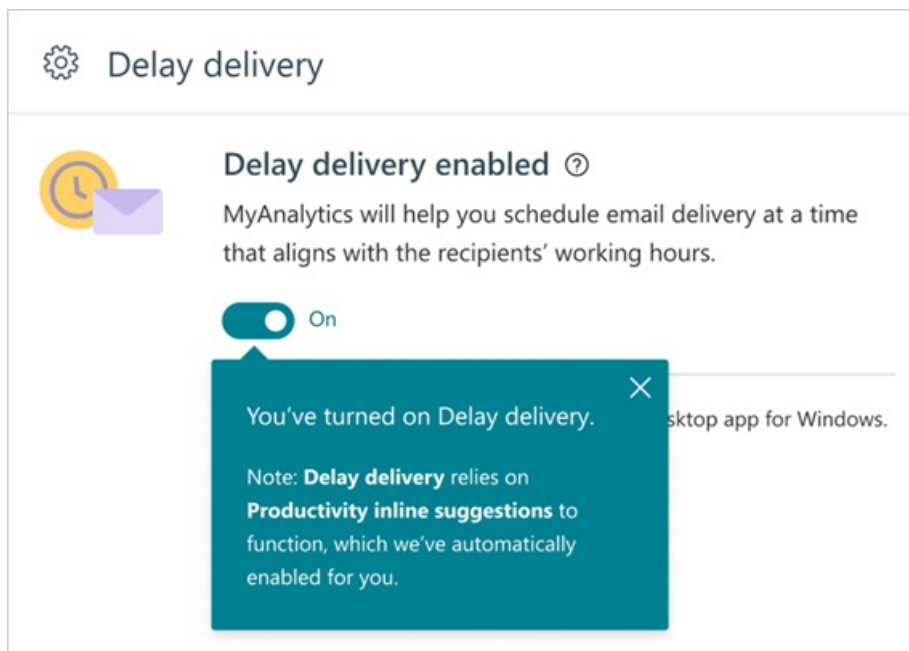 Delay delivery
Delay delivery enabled
MyAnalytics will help you schedule email delivery at a time
that aligns with the recipients’ working hours.
On
You’ve turned on Delay delivery.
app for Windows.
Note: Delay delivery relies on
Productivity inline suggestions to
function, which we’ve automatically
enabled for you.